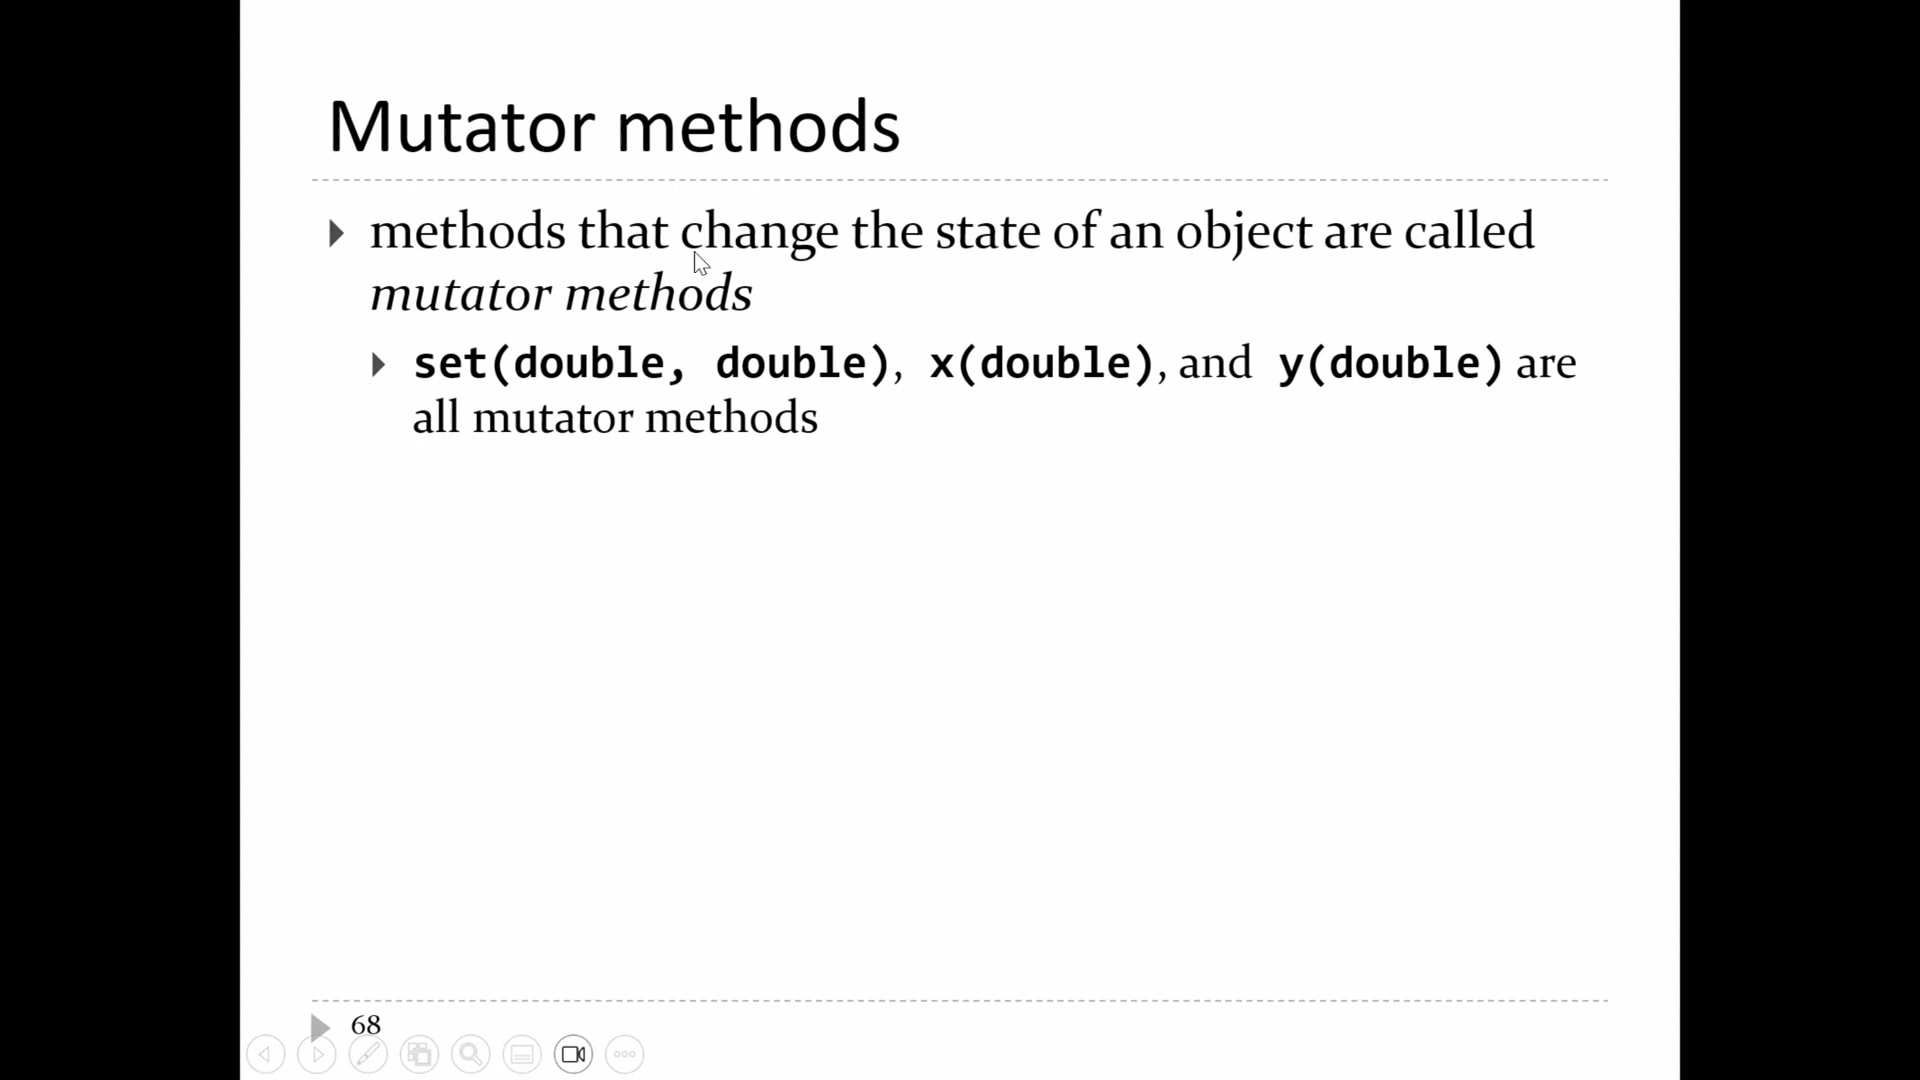 Mutator methods
methods that change the state of an object are called
mutator methods
set(double, double), x(double), and y(double) are
all mutator methods
68